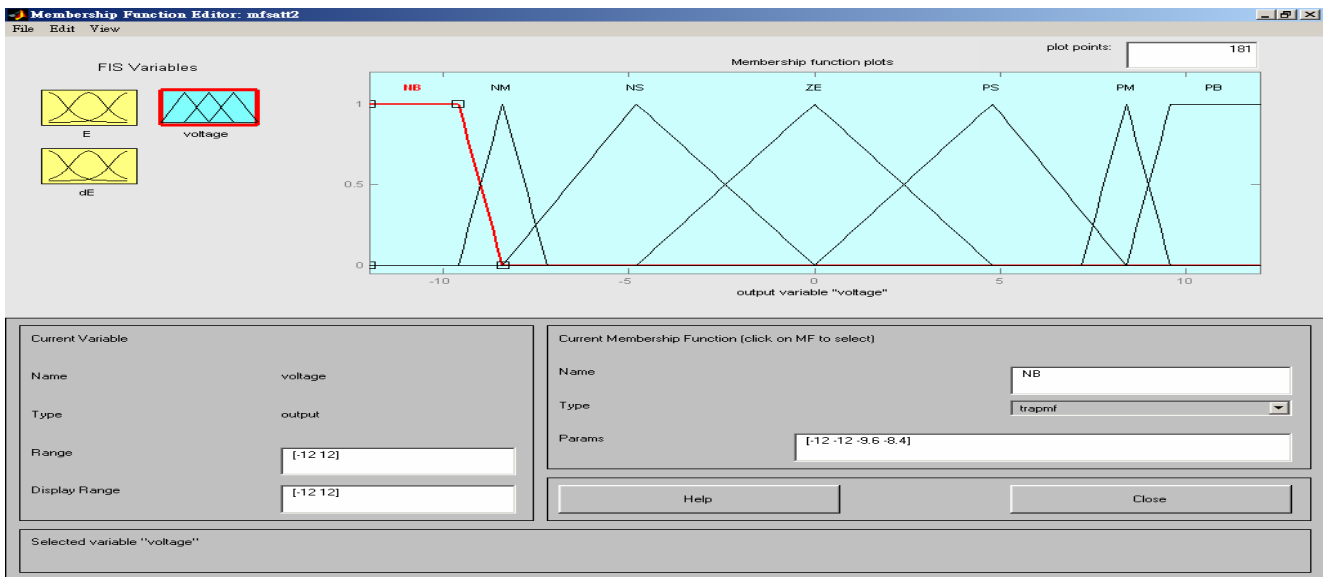 Membership Function Editor: mfsatt2
File Edit View
plot points: 181
FIS Variables
Membership function plots
NB NM NS ZE PS PM PB
E
voltage
dE
1
0.5
0
-10 -5 0 5 10
output variable "voltage"
Current Variable
Name voltage
Type output
Range [-12 12]
Display Range [-12 12]
Current Membership Function (click on MF to select)
Name NB
Type trapmf
Params [-12 -12 -9.6 -8.4]
Help Close
Selected variable "voltage"